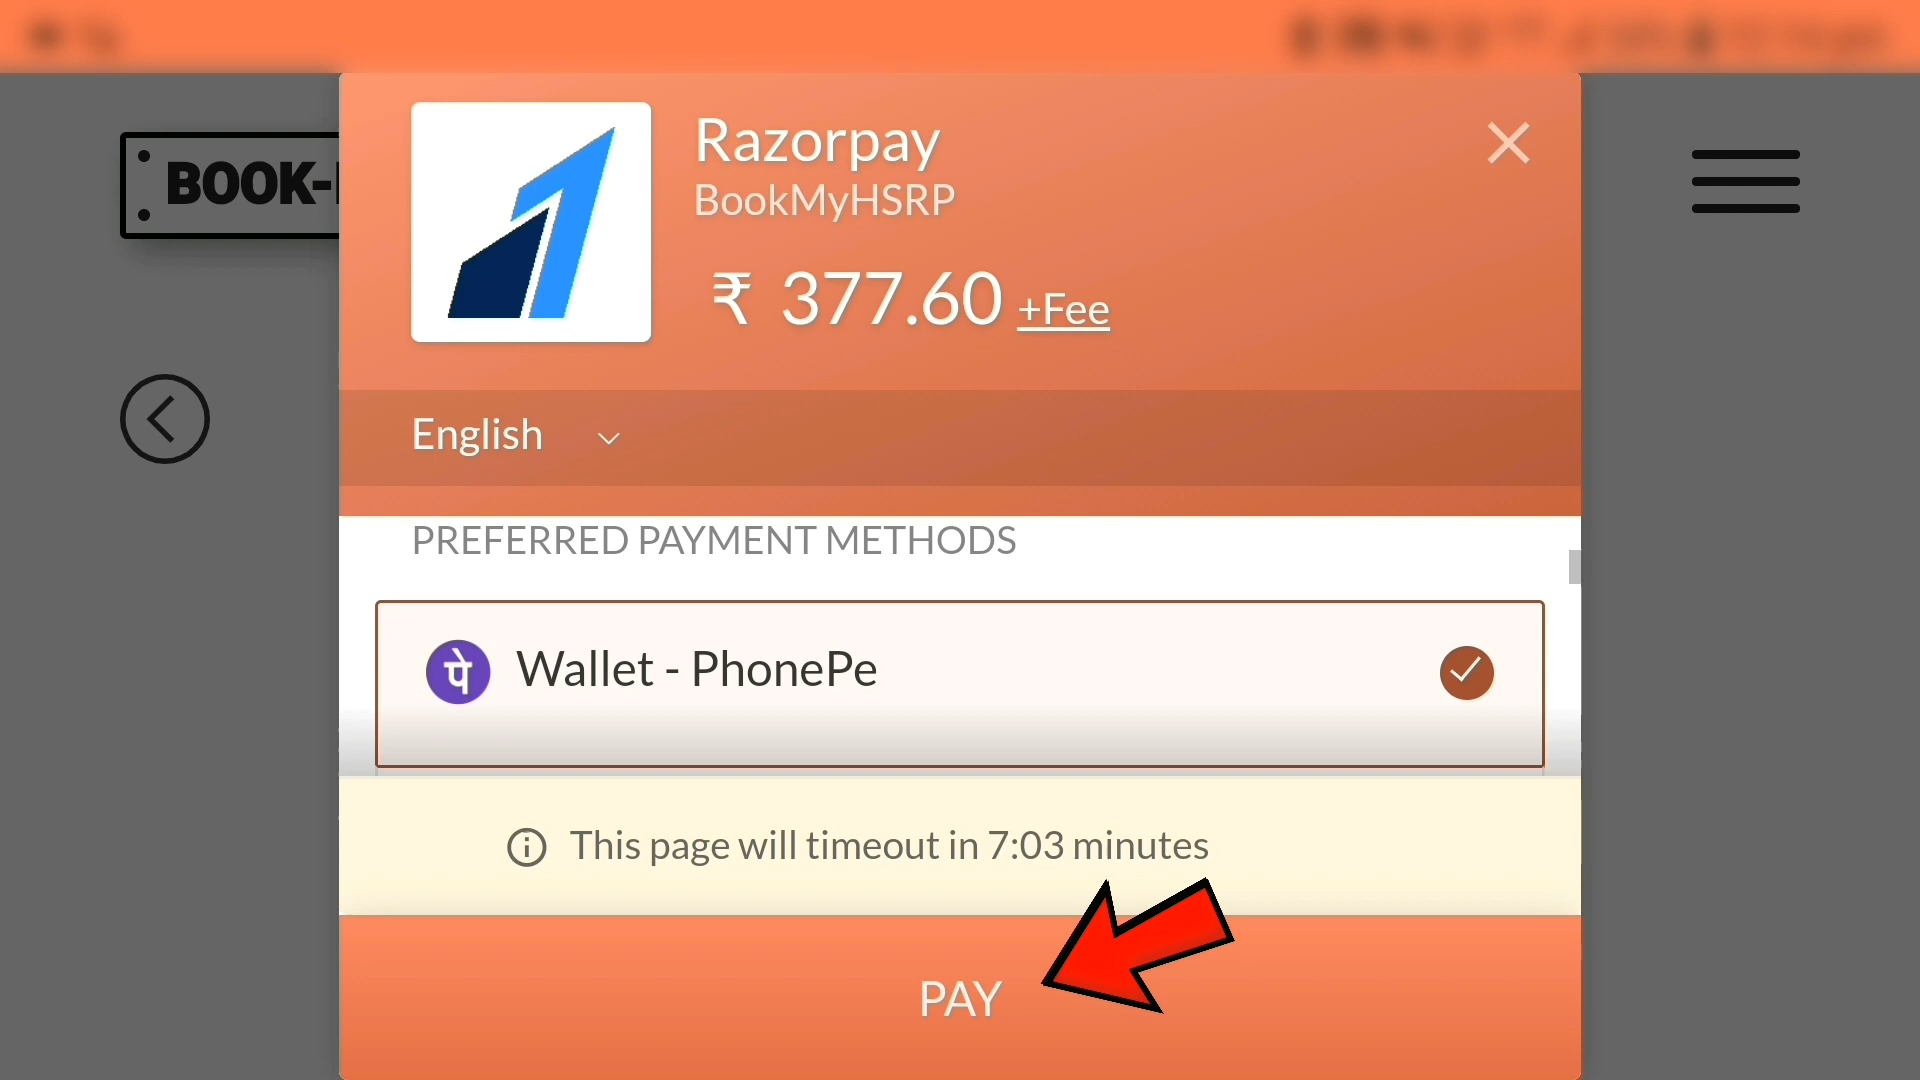 BOOK-
Razorpay
BookMyHSRP
₹ 377.60 +Fee
English
PREFERRED PAYMENT METHODS
पे Wallet - PhonePe
This page will timeout in 7:03 minutes
PAY